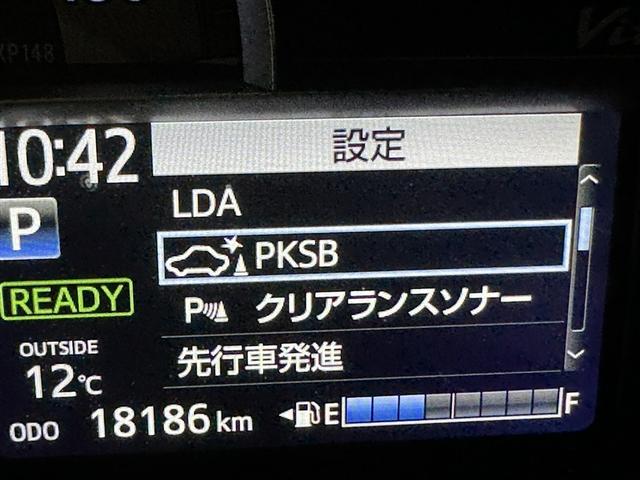 XP148
10:42
設定
LDA
P
PKSB
READY
P クリアランスソナー
OUTSIDE
12℃
先行車発進
ODO 18186 km
E F